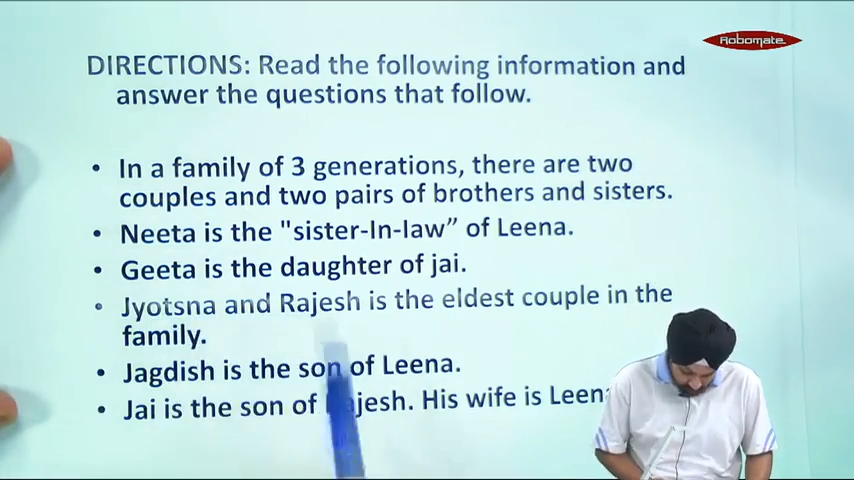 Robomate
DIRECTIONS: Read the following information and
answer the questions that follow.
• In a family of 3 generations, there are two
couples and two pairs of brothers and sisters.
• Neeta is the "sister-In-law” of Leena.
• Geeta is the daughter of jai.
• Jyotsna and Rajesh is the eldest couple in the
family.
• Jagdish is the son of Leena.
• Jai is the son of Rajesh. His wife is Leena